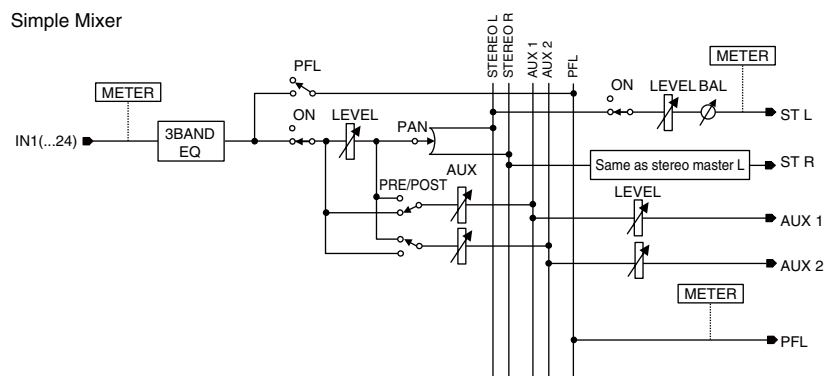 Simple Mixer
STEREO L
STEREO R
AUX 1
AUX 2
PFL
METER
PFL
ON
LEVEL
BAL
METER
ST L
IN1(...24)
3BAND
EQ
ON
LEVEL
PAN
Same as stereo master L
ST R
PRE/POST
AUX
LEVEL
AUX 1
AUX 2
METER
PFL